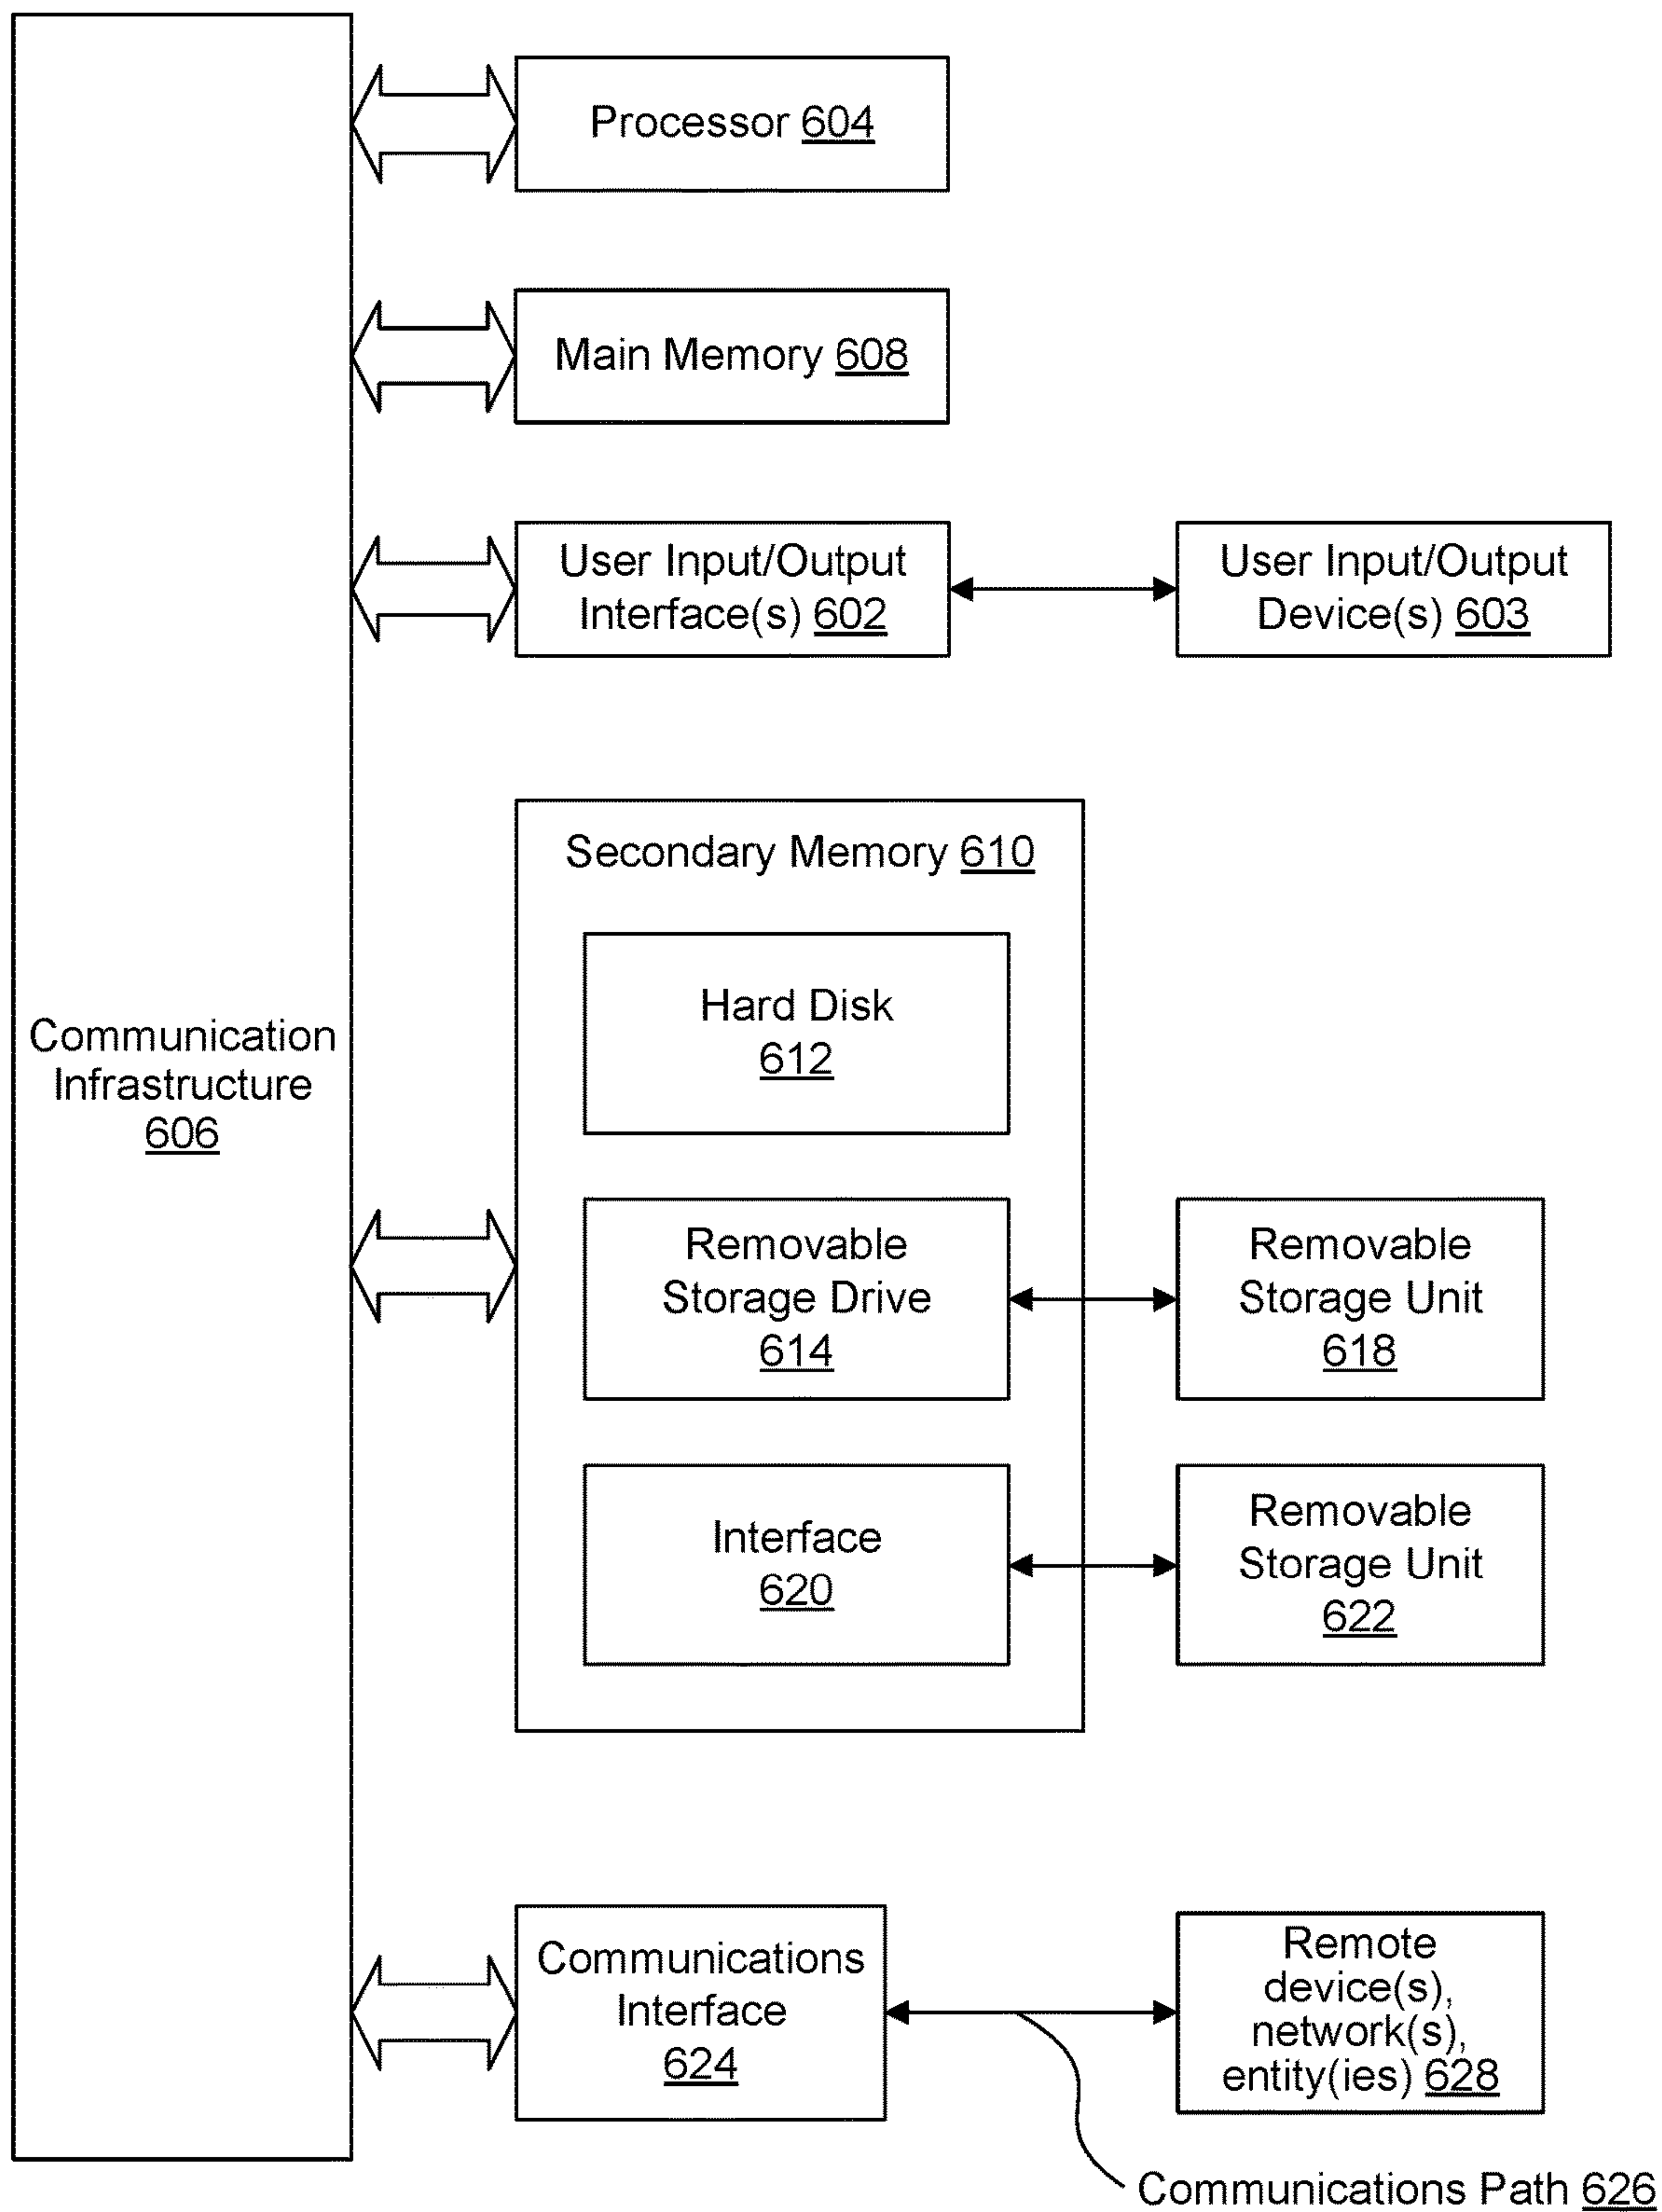 Processor 604
Main Memory 608
User Input/Output
Interface(s) 602
User Input/Output
Device(s) 603
Secondary Memory 610
Hard Disk
612
Communication
Infrastructure
606
Removable
Storage Drive
614
Removable
Storage Unit
618
Interface
620
Removable
Storage Unit
622
Communications
Interface
624
Remote
device(s),
network(s),
entity(ies) 628
Communications Path 626